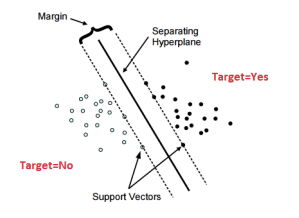 Margin
Separating
Hyperplane
Target=Yes
Target=No
Support Vectors